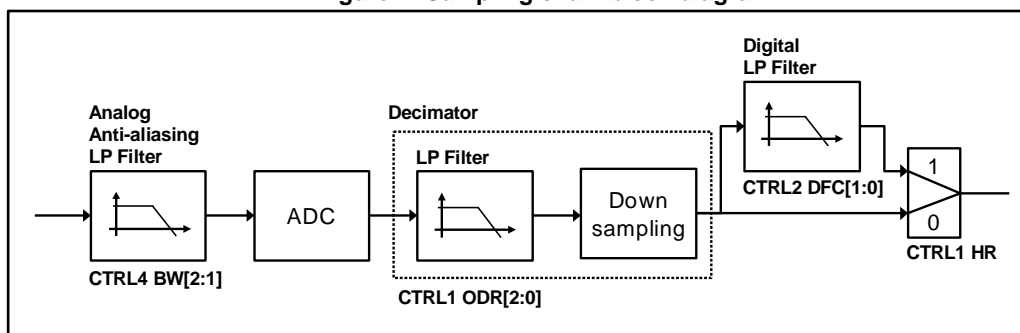 Digital
LP Filter
Analog
Anti-aliasing
LP Filter
Decimator
LP Filter
ADC
Down
sampling
1
0
CTRL2 DFC[1:0]
CTRL1 HR
CTRL4 BW[2:1]
CTRL1 ODR[2:0]